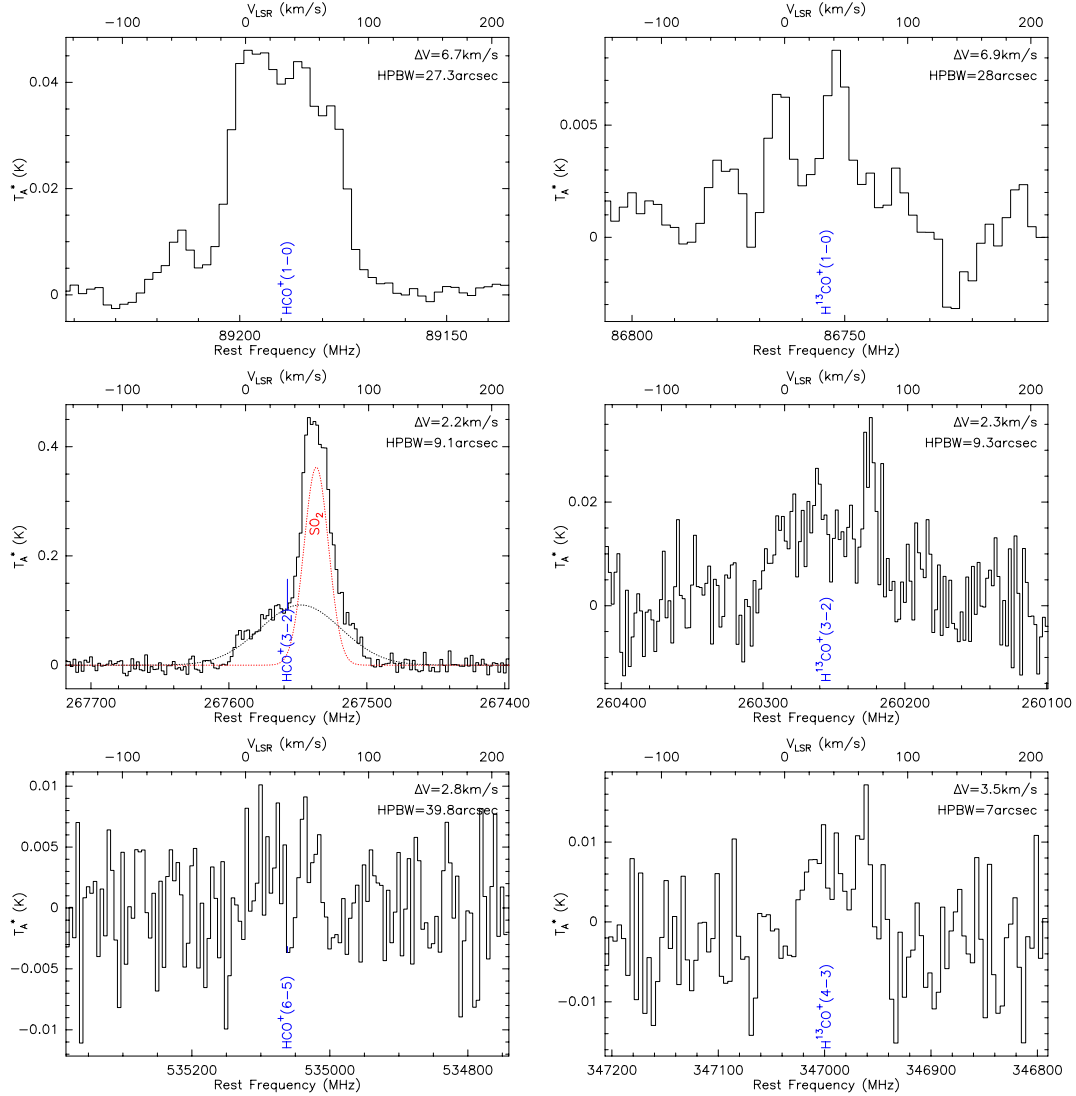 V_LSR (km/s)
−100 0 100 200
ΔV=6.7km/s
HPBW=27.3arcsec
T_A* (K)
0.04
0.02
0
HCO⁺(1−0)
89200 89150
Rest Frequency (MHz)
V_LSR (km/s)
−100 0 100 200
ΔV=6.9km/s
HPBW=28arcsec
T_A* (K)
0.005
0
H¹³CO⁺(1−0)
86800 86750
Rest Frequency (MHz)
V_LSR (km/s)
−100 0 100 200
ΔV=2.2km/s
HPBW=9.1arcsec
T_A* (K)
0.4
0.2
0
SO₂
HCO⁺(3−2)
267700 267600 267500 267400
Rest Frequency (MHz)
V_LSR (km/s)
−100 0 100 200
ΔV=2.3km/s
HPBW=9.3arcsec
T_A* (K)
0.02
0
H¹³CO⁺(3−2)
260400 260300 260200 260100
Rest Frequency (MHz)
V_LSR (km/s)
−100 0 100 200
ΔV=2.8km/s
HPBW=39.8arcsec
T_A* (K)
0.01
0.005
0
−0.005
−0.01
HCO⁺(6−5)
535200 535000 534800
Rest Frequency (MHz)
V_LSR (km/s)
−100 0 100 200
ΔV=3.5km/s
HPBW=7arcsec
T_A* (K)
0.01
0
−0.01
H¹³CO⁺(4−3)
347200 347100 347000 346900 346800
Rest Frequency (MHz)